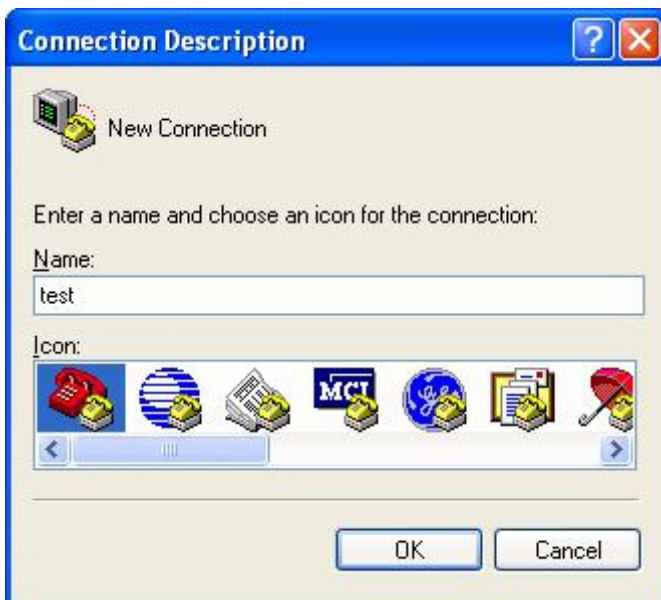 Connection Description
New Connection
Enter a name and choose an icon for the connection:
Name:
test
Icon:
MCI
OK
Cancel